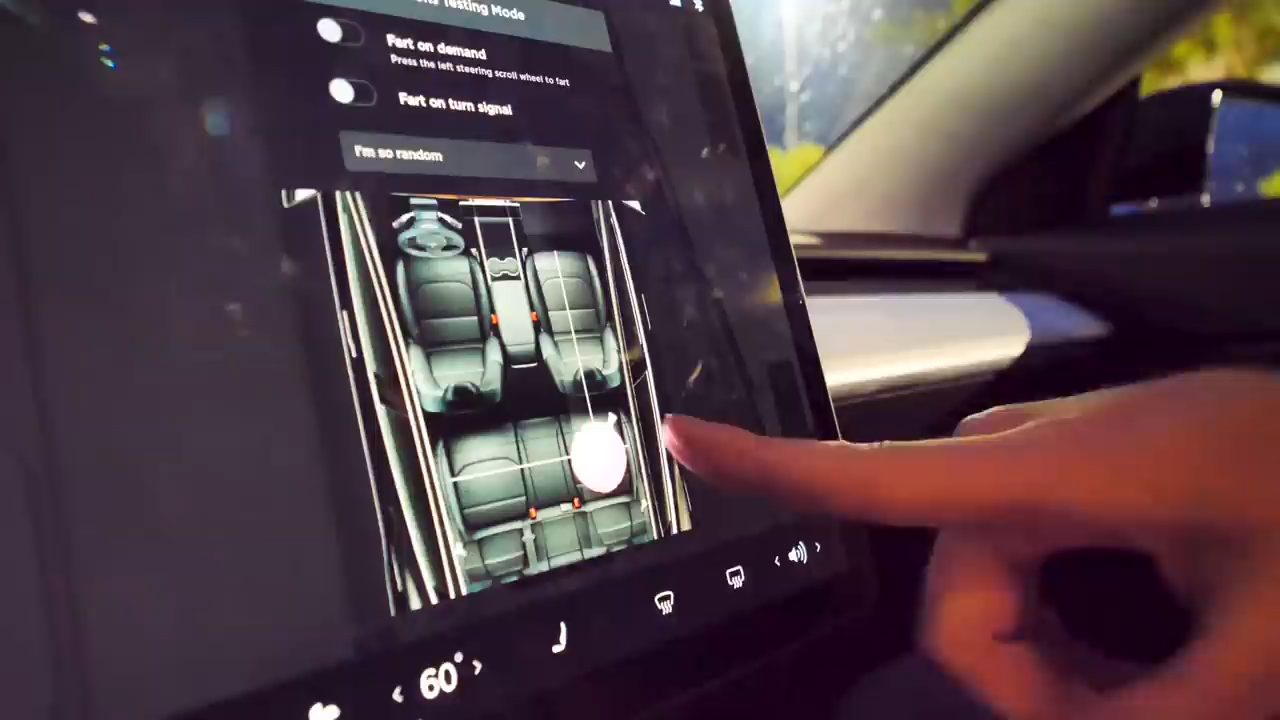 Testing Mode
Fart on demand
Press the left steering scroll wheel to fart
Fart on turn signal
I'm so random
60°